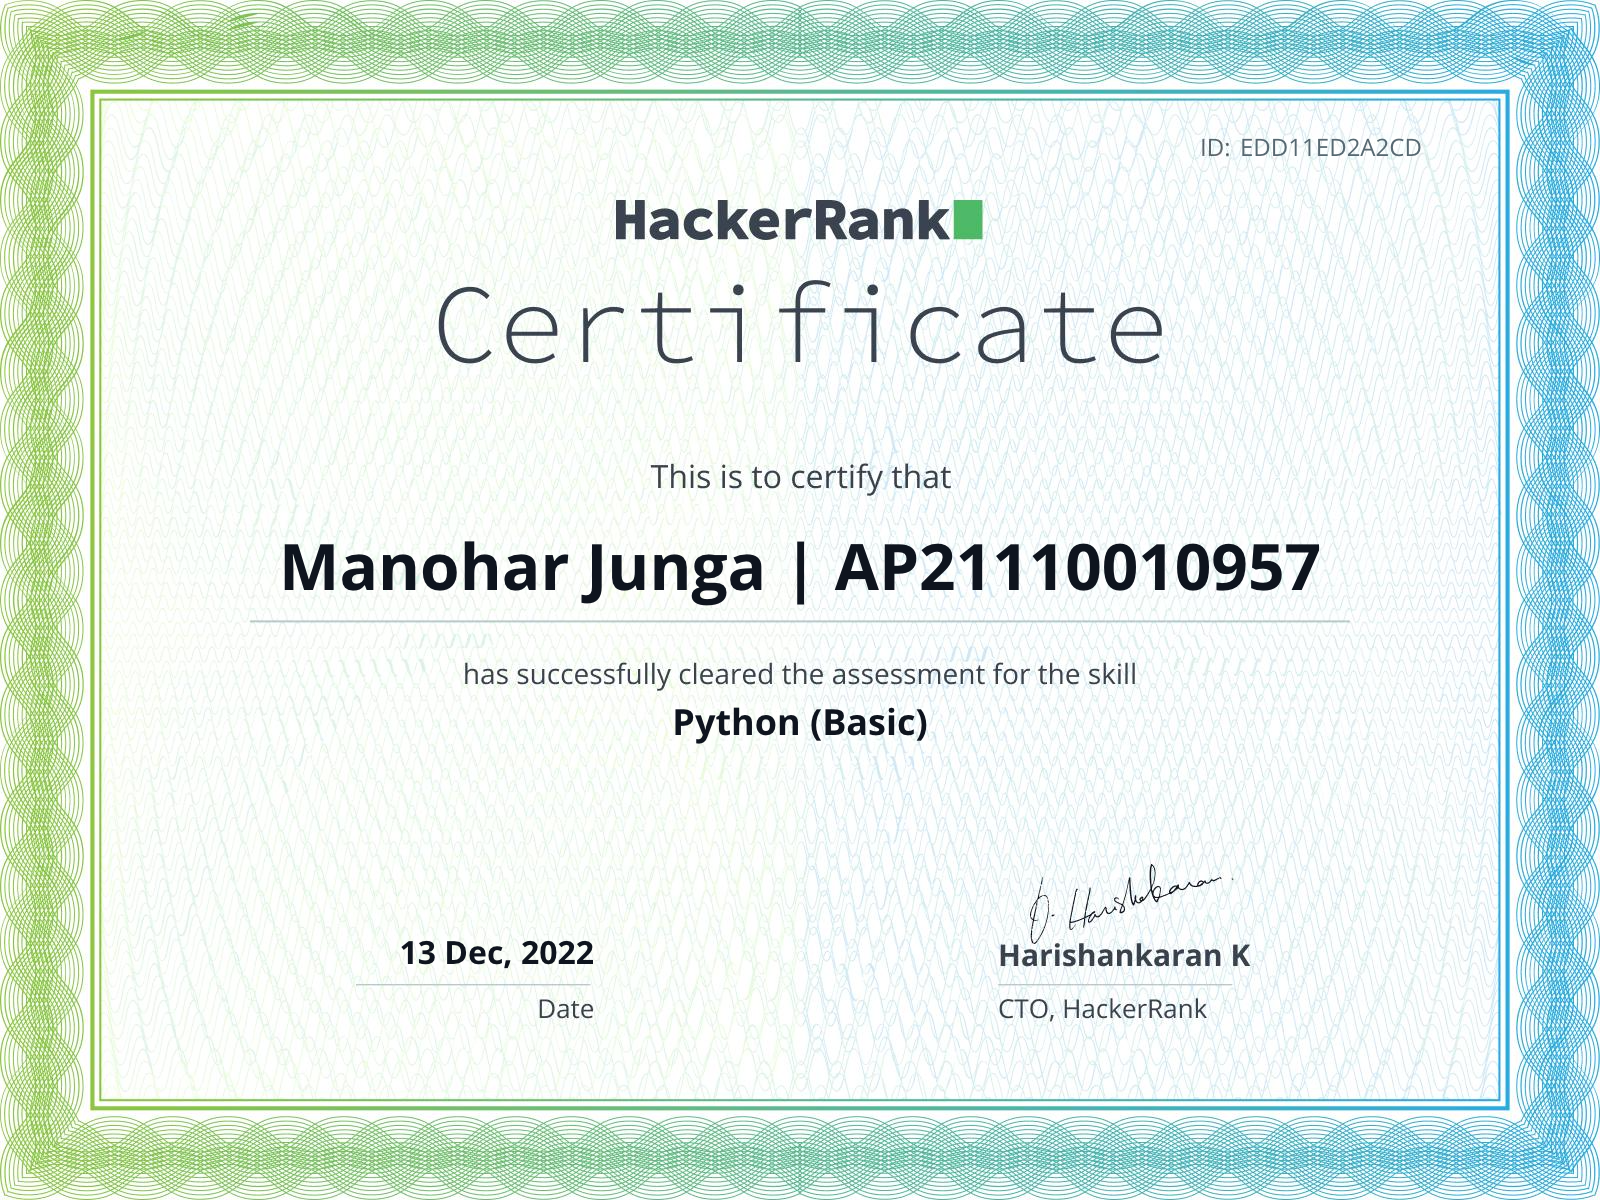 ID: EDD11ED2A2CD
HackerRank
Certificate
This is to certify that
Manohar Junga | AP21110010957
has successfully cleared the assessment for the skill
Python (Basic)
13 Dec, 2022
Date
Harishankaran K
CTO, HackerRank